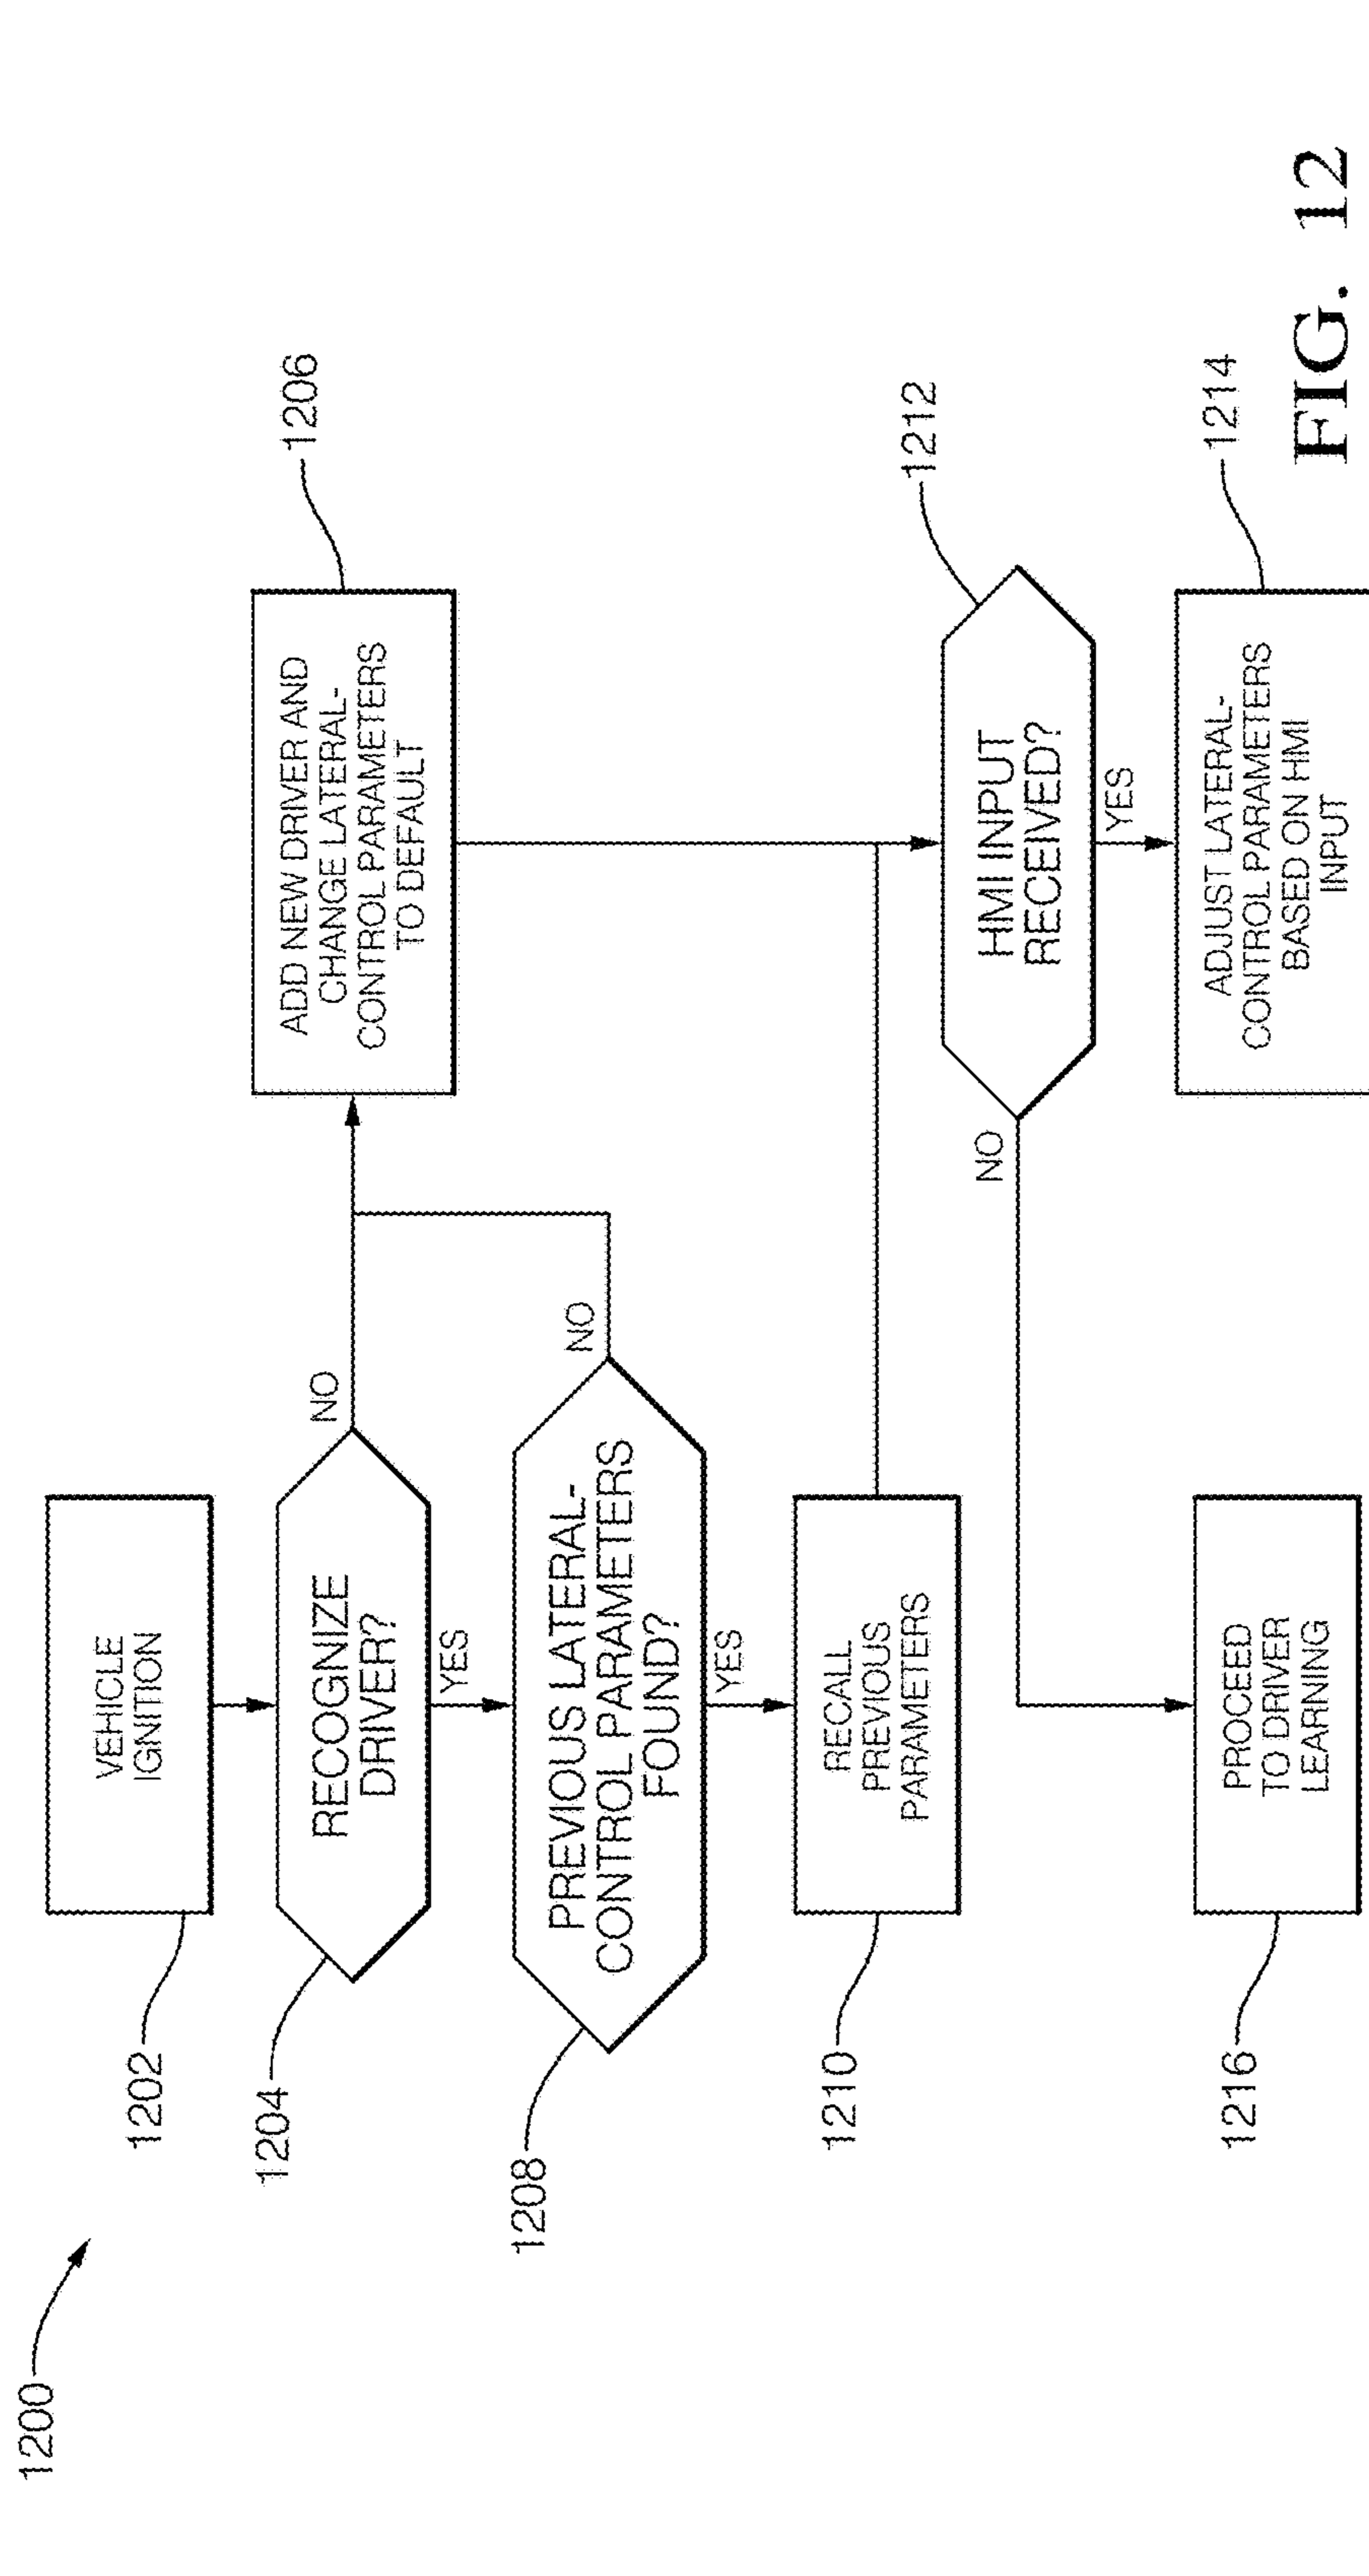 1200
1202
VEHICLE
IGNITION
1204
RECOGNIZE
DRIVER?
NO
YES
1206
ADD NEW DRIVER AND
CHANGE LATERAL-
CONTROL PARAMETERS
TO DEFAULT
1208
PREVIOUS LATERAL-
CONTROL PARAMETERS
FOUND?
NO
YES
1210
RECALL
PREVIOUS
PARAMETERS
1212
HMI INPUT
RECEIVED?
NO
YES
1214
ADJUST LATERAL-
CONTROL PARAMETERS
BASED ON HMI
INPUT
1216
PROCEED
TO DRIVER
LEARNING
FIG. 12